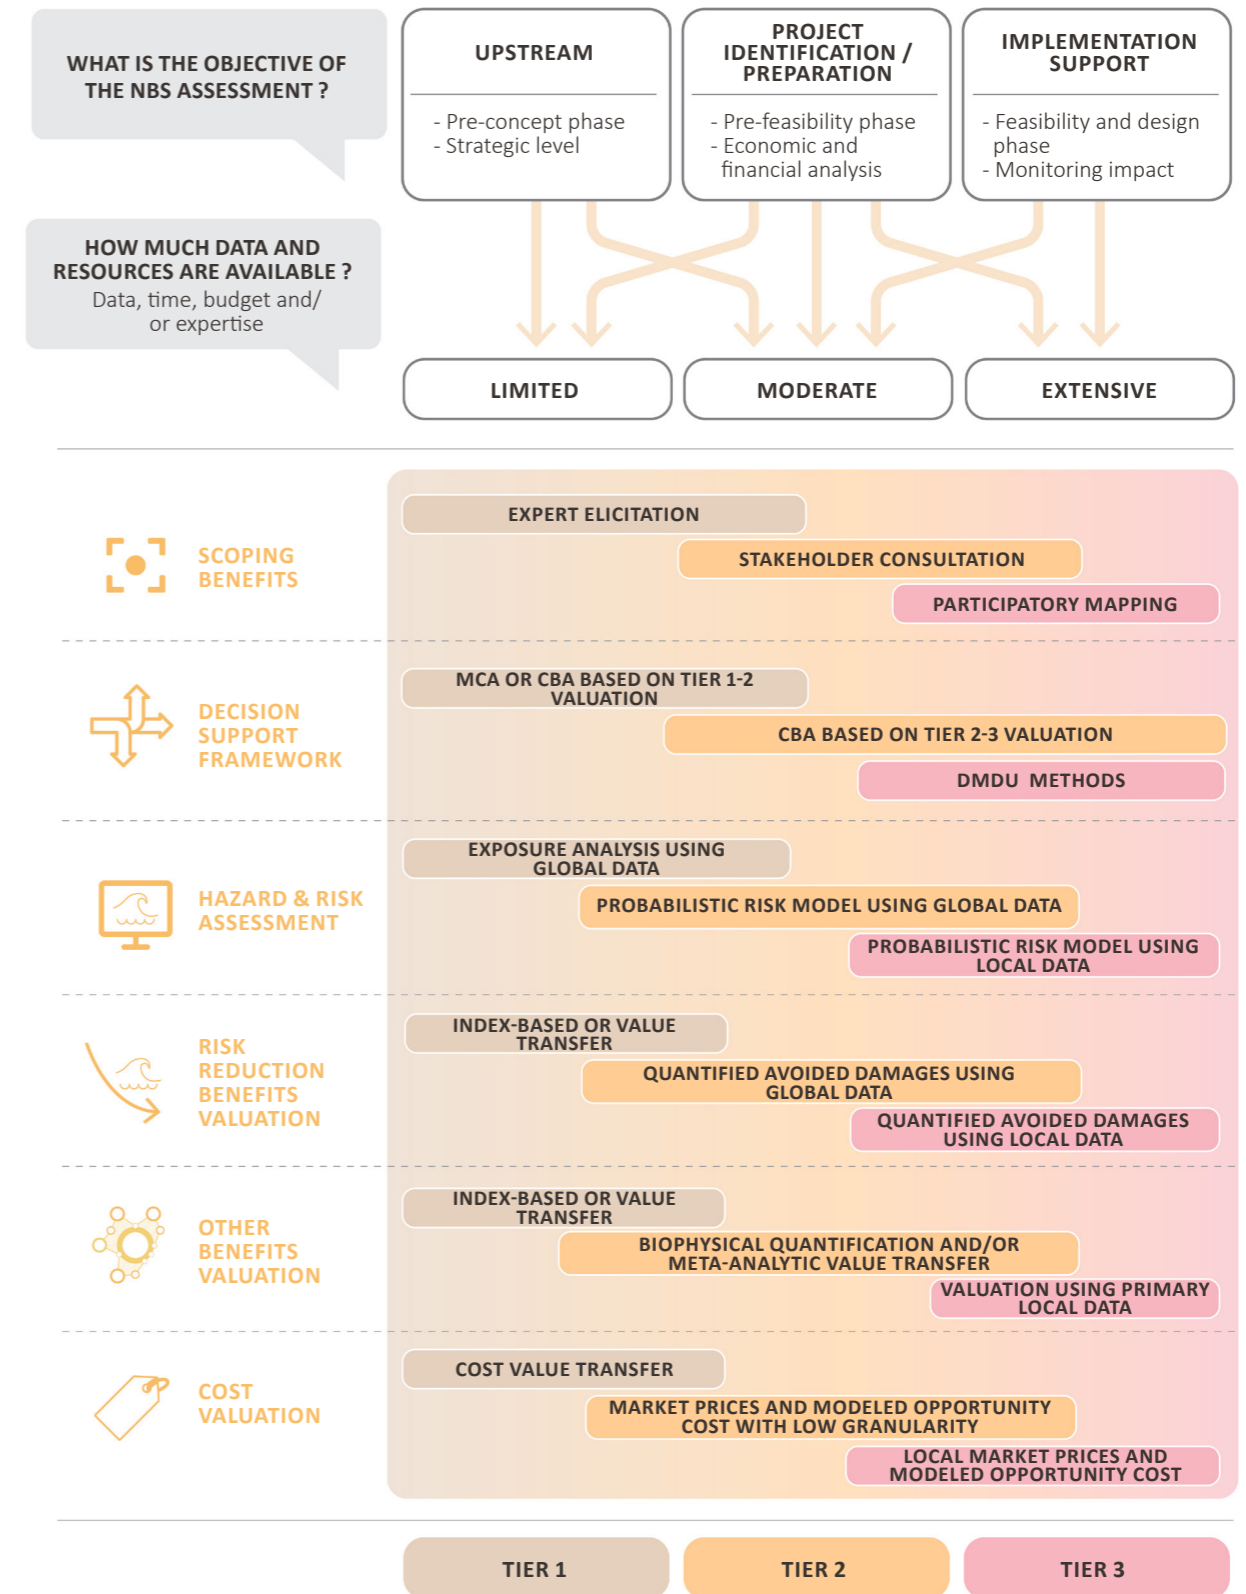 WHAT IS THE OBJECTIVE OF
THE NBS ASSESSMENT ?
UPSTREAM
- Pre-concept phase
- Strategic level
PROJECT
IDENTIFICATION /
PREPARATION
- Pre-feasibility phase
- Economic and
financial analysis
IMPLEMENTATION
SUPPORT
- Feasibility and design
phase
- Monitoring impact
HOW MUCH DATA AND
RESOURCES ARE AVAILABLE ?
Data, time, budget and/
or expertise
LIMITED
MODERATE
EXTENSIVE
SCOPING
BENEFITS
EXPERT ELICITATION
STAKEHOLDER CONSULTATION
PARTICIPATORY MAPPING
DECISION
SUPPORT
FRAMEWORK
MCA OR CBA BASED ON TIER 1-2
VALUATION
CBA BASED ON TIER 2-3 VALUATION
DMDU METHODS
HAZARD & RISK
ASSESSMENT
EXPOSURE ANALYSIS USING
GLOBAL DATA
PROBABILISTIC RISK MODEL USING GLOBAL DATA
PROBABILISTIC RISK MODEL USING
LOCAL DATA
RISK
REDUCTION
BENEFITS
VALUATION
INDEX-BASED OR VALUE
TRANSFER
QUANTIFIED AVOIDED DAMAGES USING
GLOBAL DATA
QUANTIFIED AVOIDED DAMAGES
USING LOCAL DATA
OTHER
BENEFITS
VALUATION
INDEX-BASED OR VALUE
TRANSFER
BIOPHYSICAL QUANTIFICATION AND/OR
META-ANALYTIC VALUE TRANSFER
VALUATION USING PRIMARY
LOCAL DATA
COST
VALUATION
COST VALUE TRANSFER
MARKET PRICES AND MODELED OPPORTUNITY
COST WITH LOW GRANULARITY
LOCAL MARKET PRICES AND
MODELED OPPORTUNITY COST
TIER 1
TIER 2
TIER 3